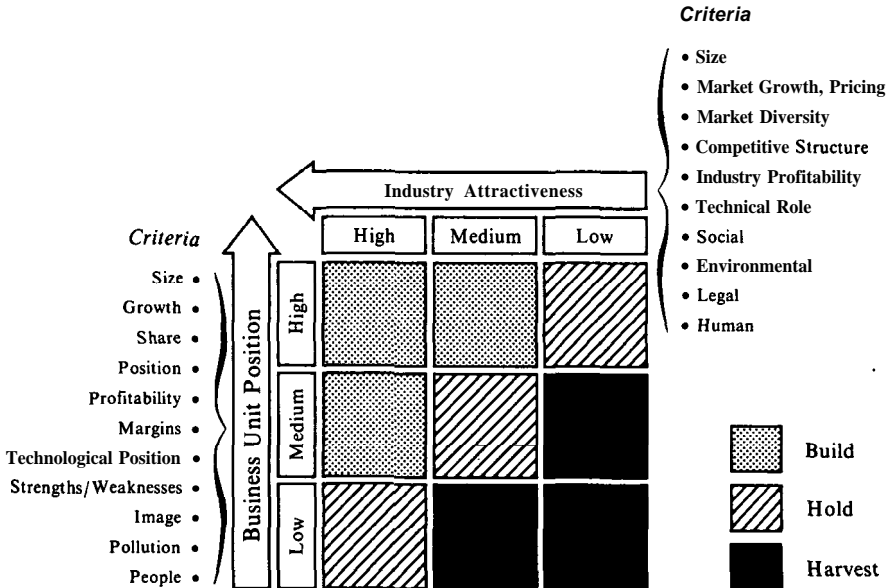 Criteria
• Size
• Market Growth, Pricing
• Market Diversity
• Competitive Structure
• Industry Profitability
• Technical Role
• Social
• Environmental
• Legal
• Human
Industry Attractiveness
High
Medium
Low
Criteria
Size •
Growth •
Share •
Position •
Profitability •
Margins •
Technological Position •
Strengths/Weaknesses •
Image •
Pollution •
People •
Business Unit Position
High
Medium
Low
Build
Hold
Harvest